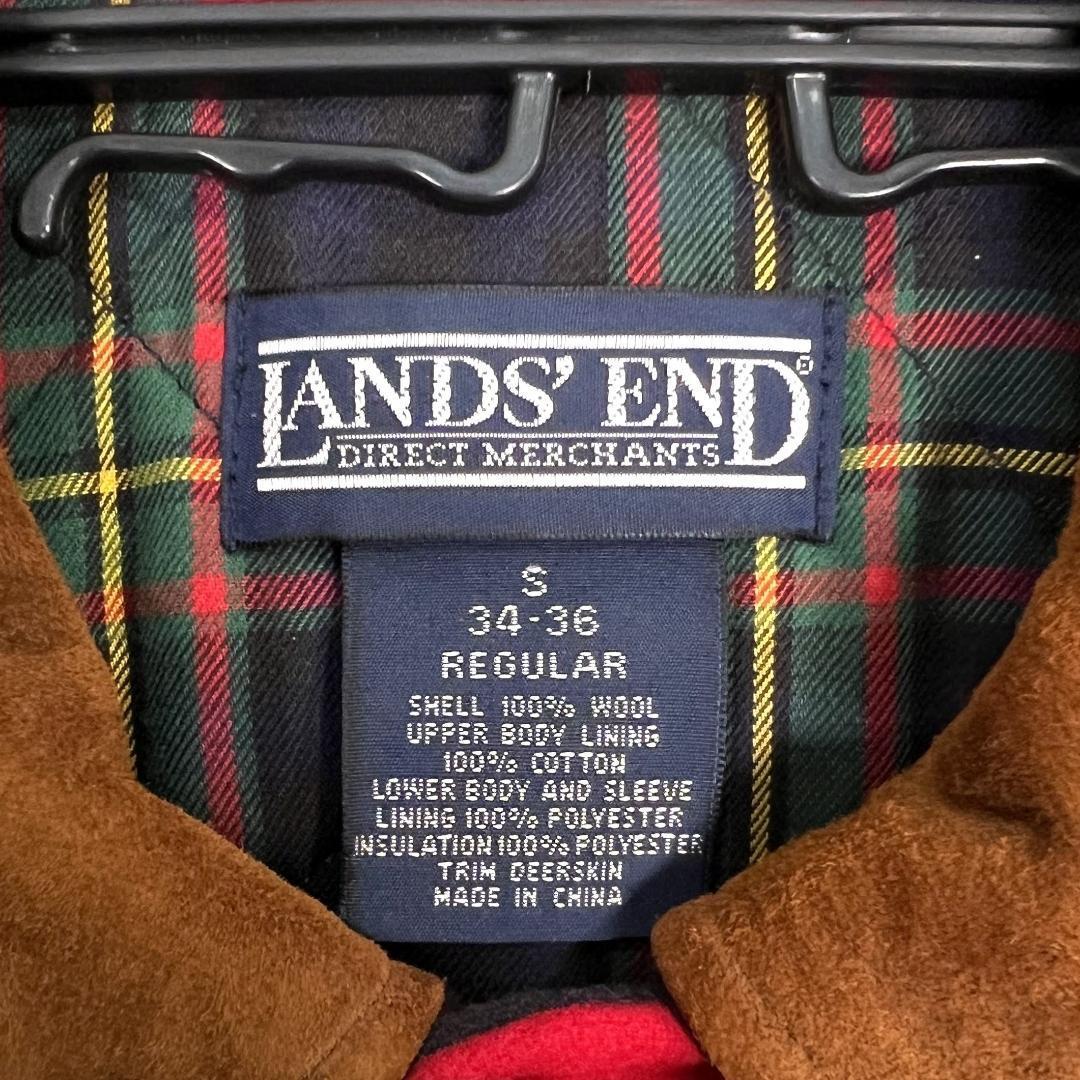 LANDS' END®
DIRECT MERCHANTS
S
34-36
REGULAR
SHELL 100% WOOL
UPPER BODY LINING
100% COTTON
LOWER BODY AND SLEEVE
LINING 100% POLYESTER
INSULATION 100% POLYESTER
TRIM DEERSKIN
MADE IN CHINA